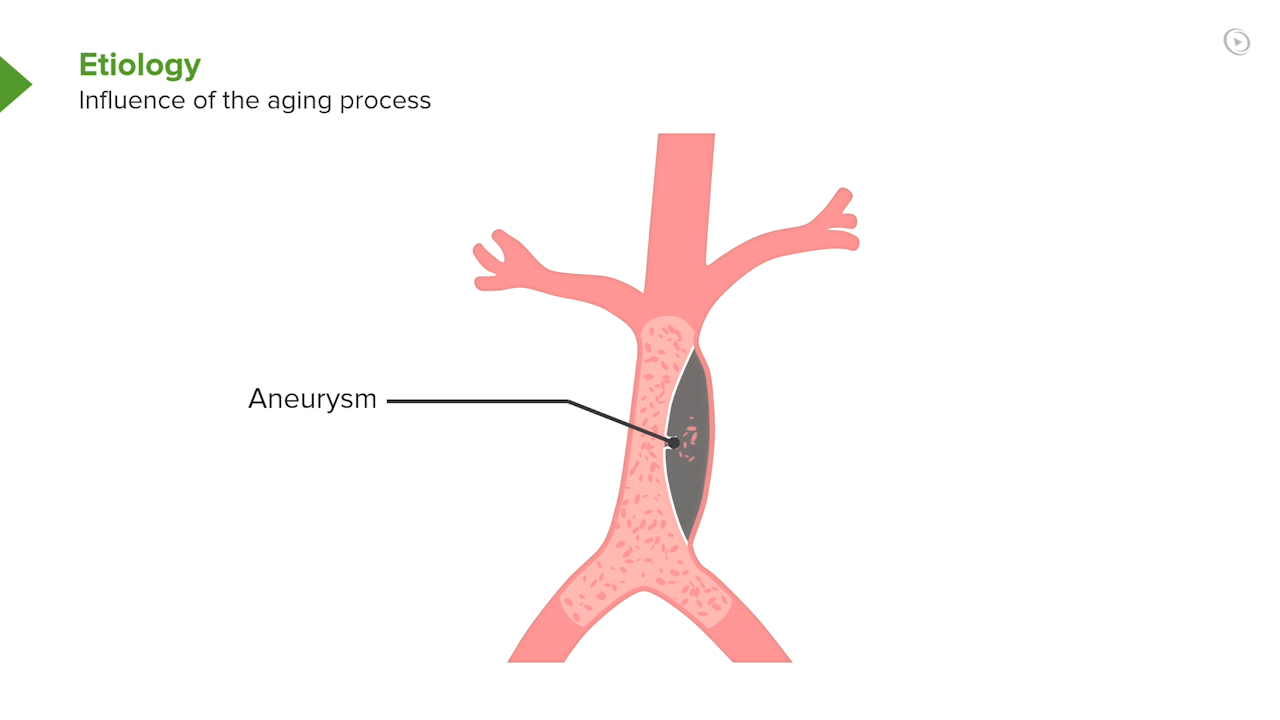 Etiology
Influence of the aging process
Aneurysm